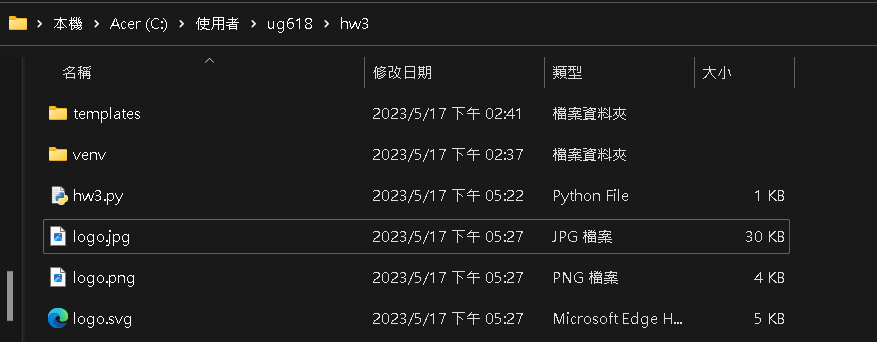 本機 > Acer (C:) > 使用者 > ug618 > hw3
名稱 修改日期 類型 大小
templates 2023/5/17 下午 02:41 檔案資料夾
venv 2023/5/17 下午 02:37 檔案資料夾
hw3.py 2023/5/17 下午 05:22 Python File 1 KB
logo.jpg 2023/5/17 下午 05:27 JPG 檔案 30 KB
logo.png 2023/5/17 下午 05:27 PNG 檔案 4 KB
logo.svg 2023/5/17 下午 05:27 Microsoft Edge H... 5 KB